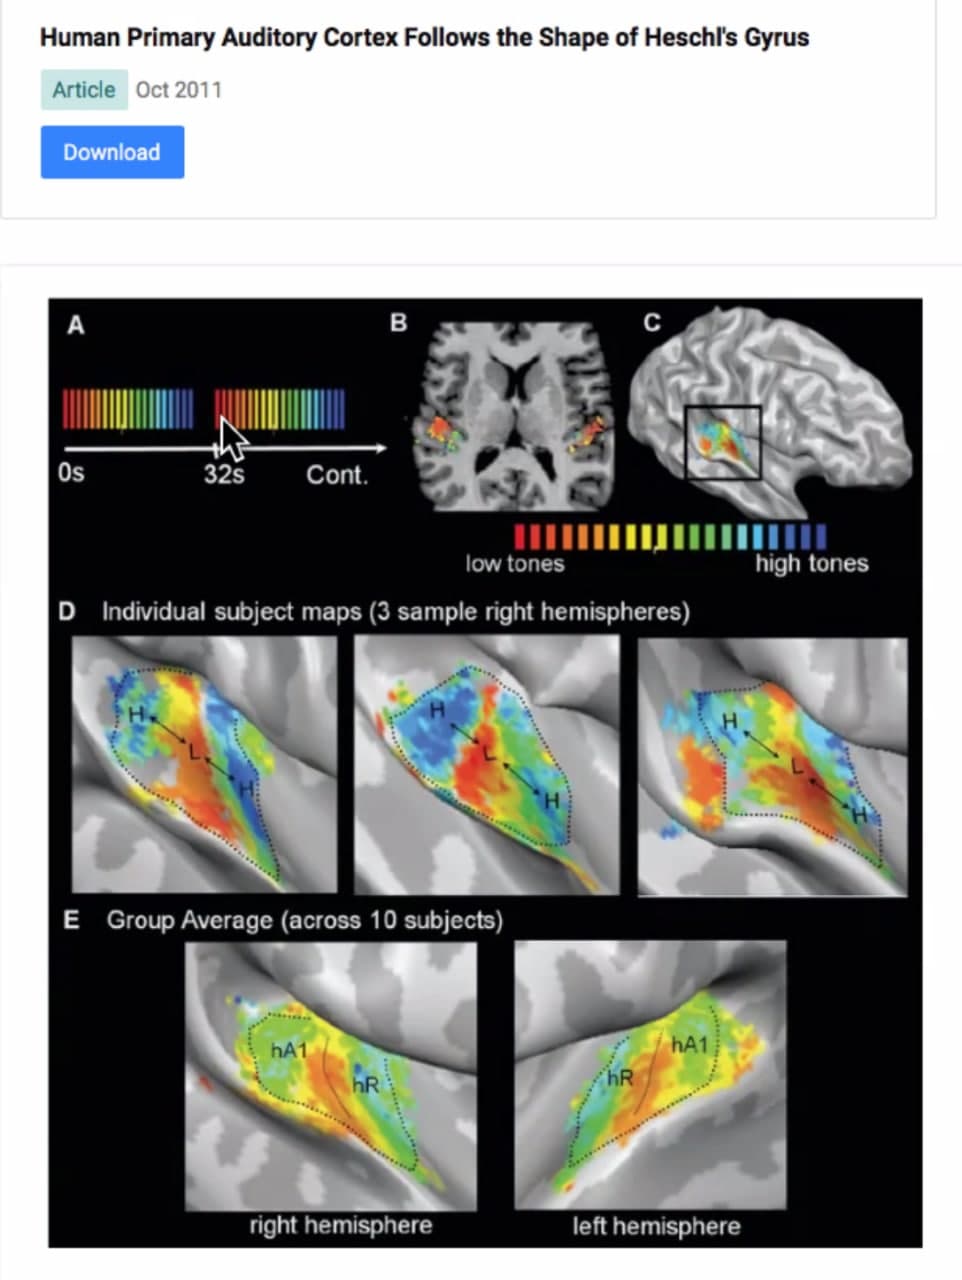 Human Primary Auditory Cortex Follows the Shape of Heschl's Gyrus
Article Oct 2011
Download
A
B
C
0s
32s
Cont.
low tones
high tones
D Individual subject maps (3 sample right hemispheres)
H
L
H
H
L
H
H
L
H
E Group Average (across 10 subjects)
hA1
hR
hR
hA1
right hemisphere
left hemisphere